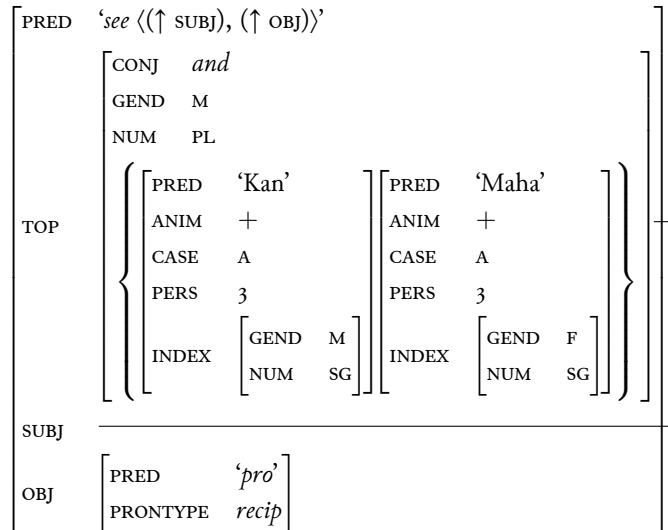 PRED ‘see ⟨(↑ SUBJ), (↑ OBJ)⟩’
TOP
CONJ and
GEND M
NUM PL
PRED ‘Kan’
ANIM +
CASE A
PERS 3
INDEX
GEND M
NUM SG
PRED ‘Maha’
ANIM +
CASE A
PERS 3
INDEX
GEND F
NUM SG
SUBJ
OBJ
PRED ‘pro’
PRONTYPE recip